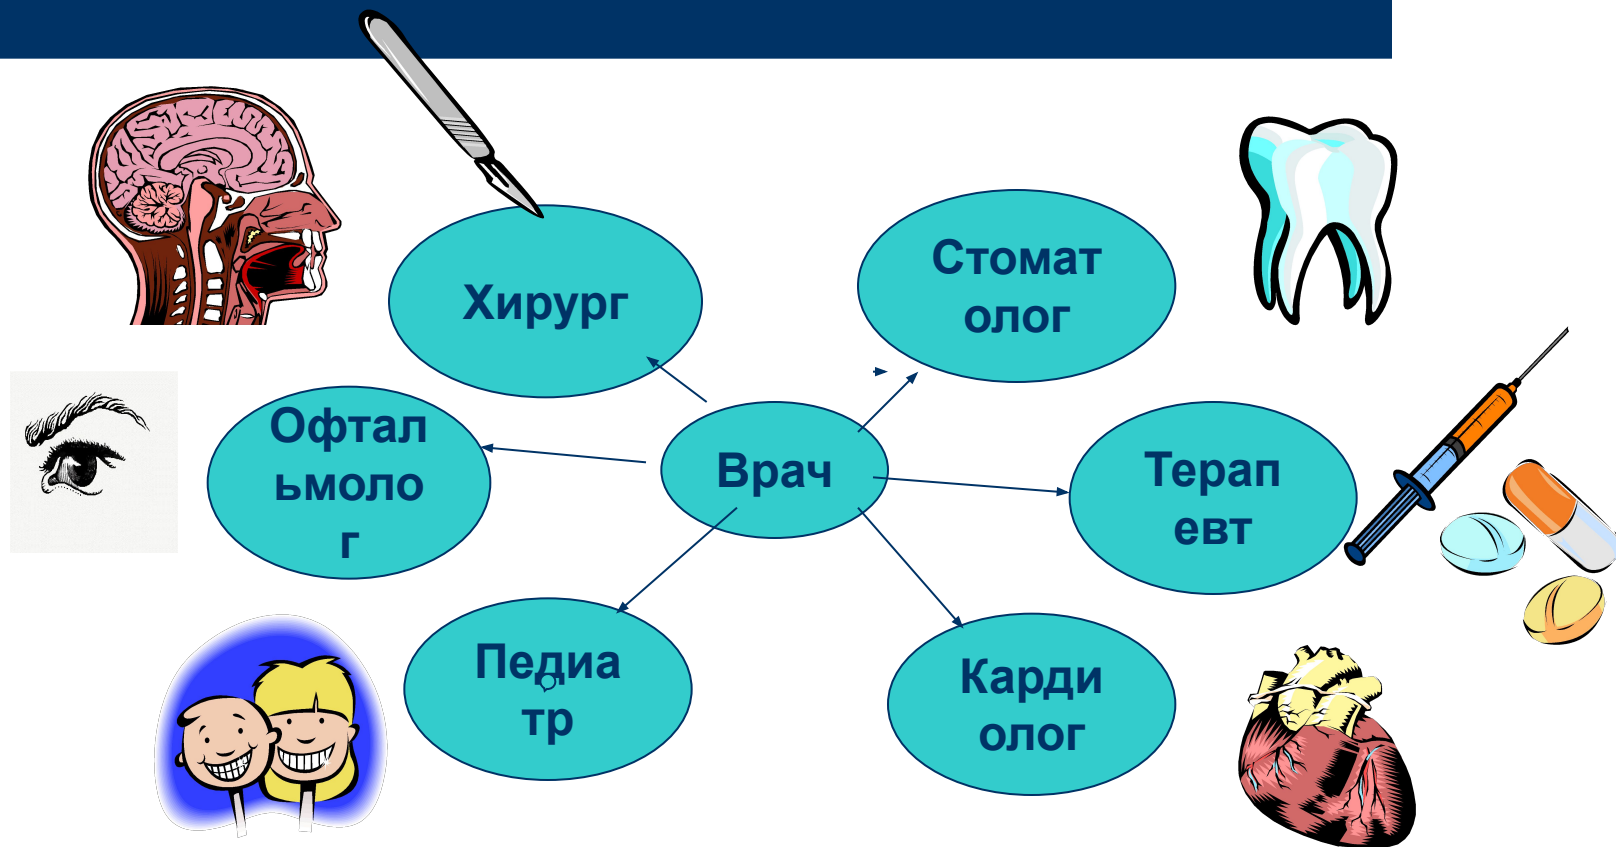 Хирург
Стомат
олог
Офтал
ьмоло
г
Врач
Терап
евт
Педиа
тр
Карди
олог